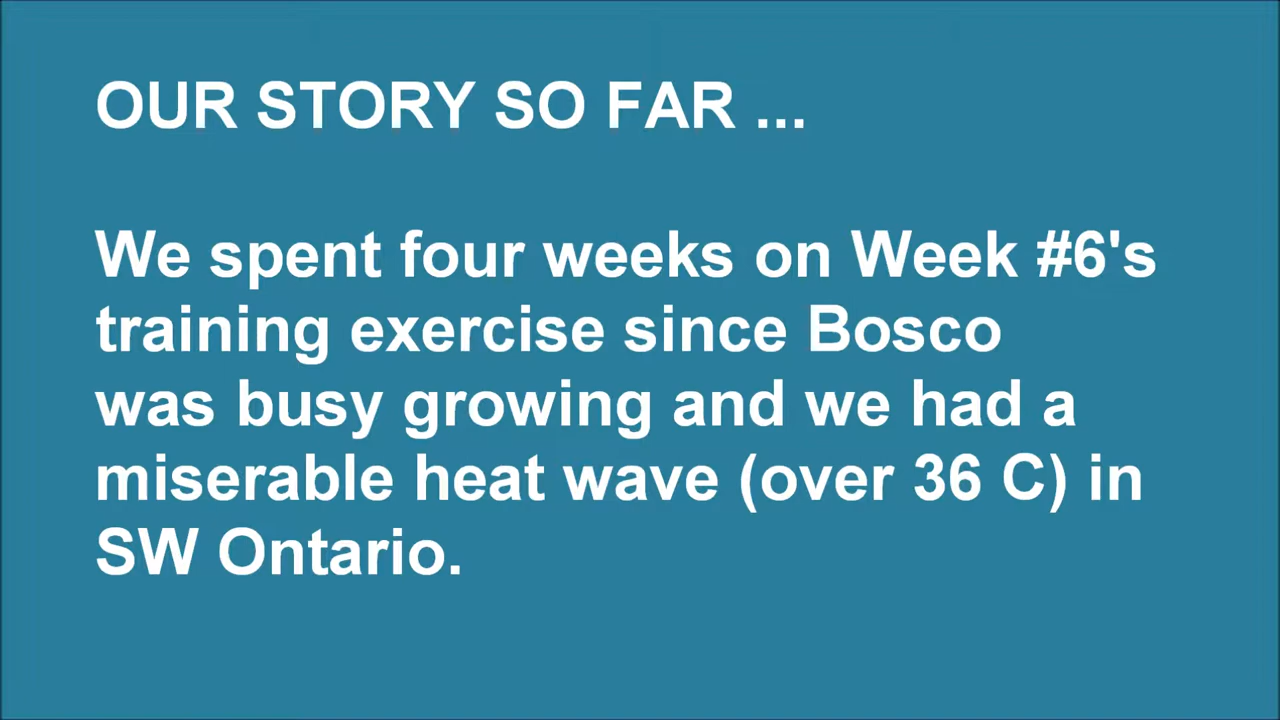 OUR STORY SO FAR ...
We spent four weeks on Week #6's
training exercise since Bosco
was busy growing and we had a
miserable heat wave (over 36 C) in
SW Ontario.